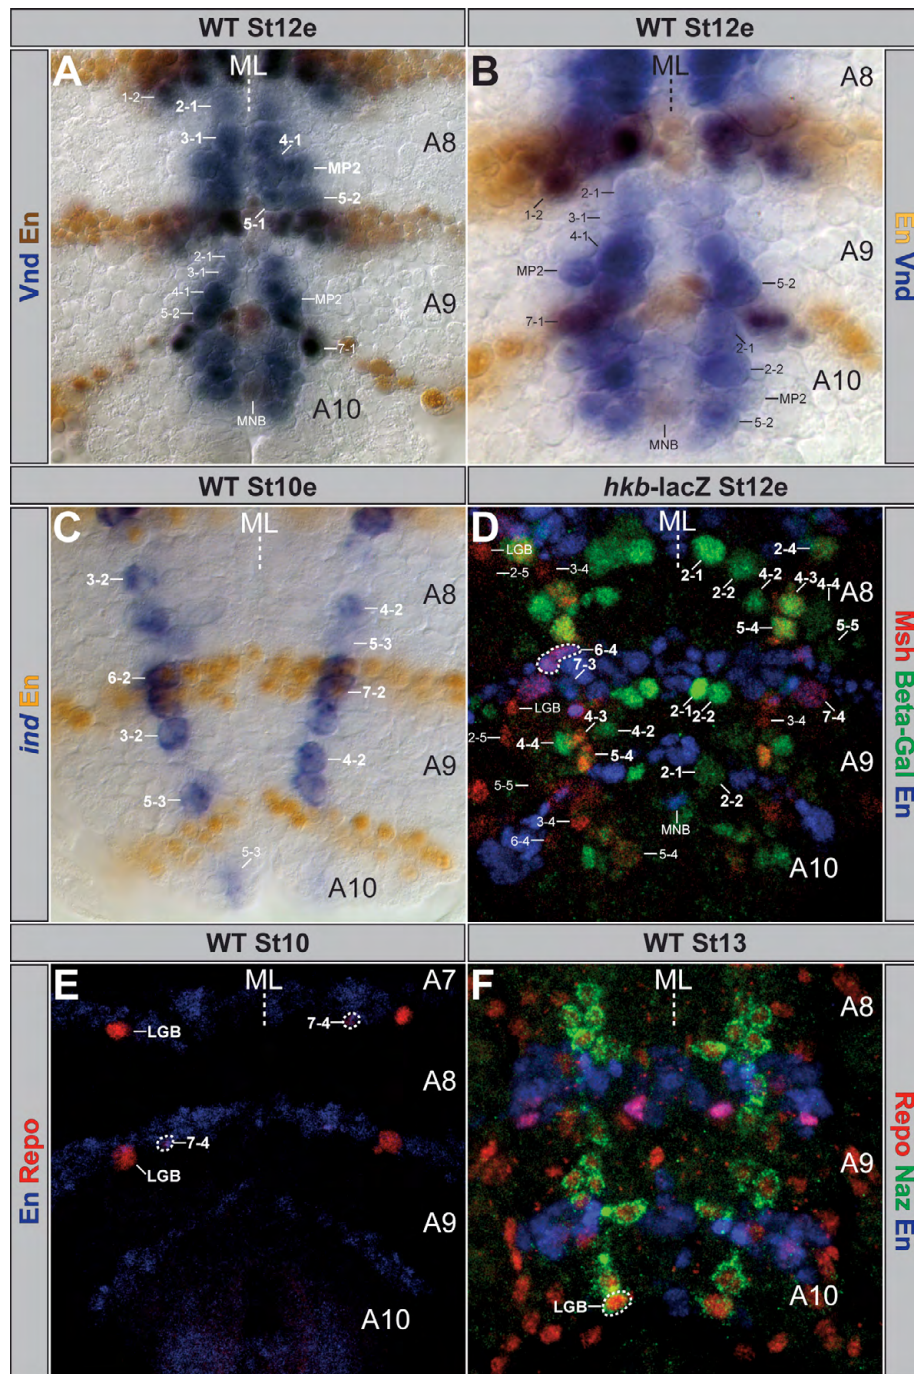 WT St12e
WT St12e
A
ML
1-2
2-1
3-1
4-1
MP2
5-2
5-1
A8
2-1
3-1
4-1
5-2
MP2
7-1
A9
MNB
A10
Vnd En
B
ML
A8
1-2
2-1
3-1
4-1
MP2
5-2
A9
7-1
2-1
2-2
A10
MP2
5-2
MNB
En Vnd
WT St10e
hkb-lacZ St12e
C
ML
3-2
A8
4-2
5-3
6-2
7-2
3-2
4-2
A9
5-3
5-3
A10
ind En
D
ML
LGB
2-5
3-4
2-1
2-2
2-4
4-2
4-3
4-4
A8
5-4
5-5
6-4
7-3
LGB
4-3
2-1
2-2
3-4
7-4
2-5
4-4
4-2
5-4
A9
2-1
2-2
5-5
3-4
MNB
6-4
5-4
A10
Msh Beta-Gal En
WT St10
WT St13
E
ML
A7
LGB
7-4
A8
7-4
LGB
A9
A10
En Repo
F
ML
A8
A9
LGB
A10
Repo Naz En